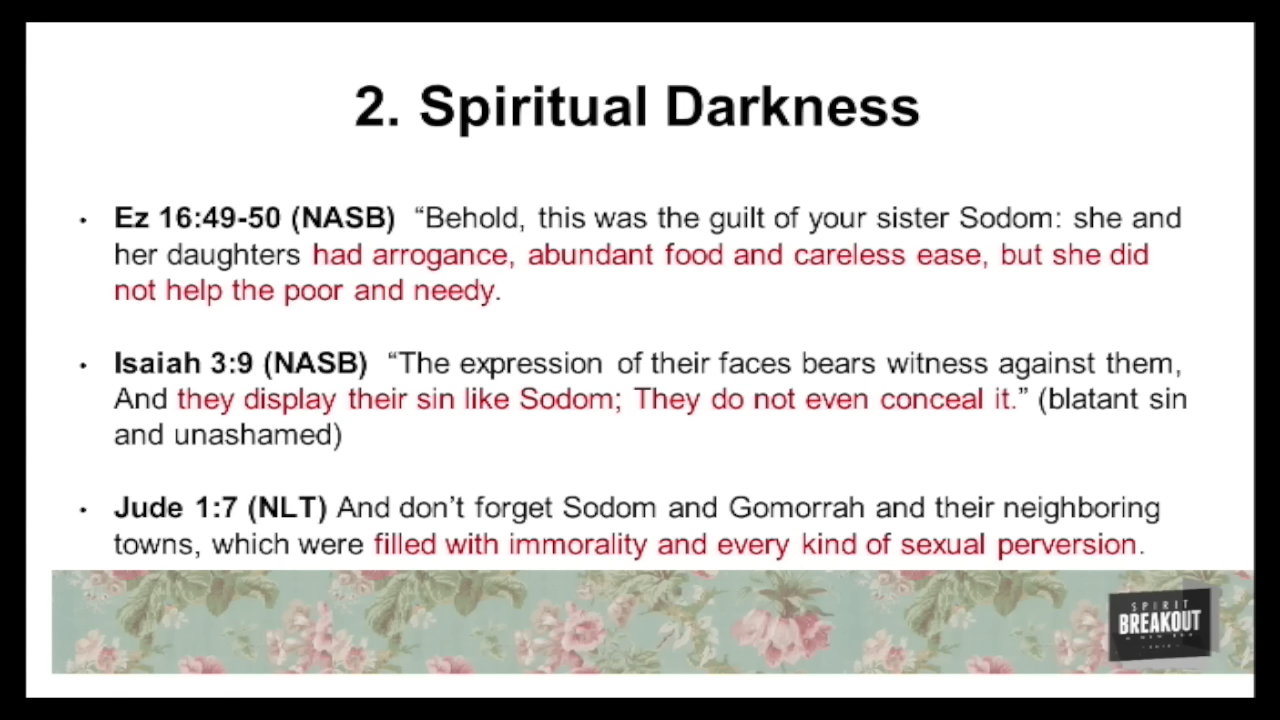 2. Spiritual Darkness
• Ez 16:49-50 (NASB) “Behold, this was the guilt of your sister Sodom: she and
her daughters had arrogance, abundant food and careless ease, but she did
not help the poor and needy.
• Isaiah 3:9 (NASB) “The expression of their faces bears witness against them,
And they display their sin like Sodom; They do not even conceal it.” (blatant sin
and unashamed)
• Jude 1:7 (NLT) And don’t forget Sodom and Gomorrah and their neighboring
towns, which were filled with immorality and every kind of sexual perversion.
SPIRIT
BREAKOUT